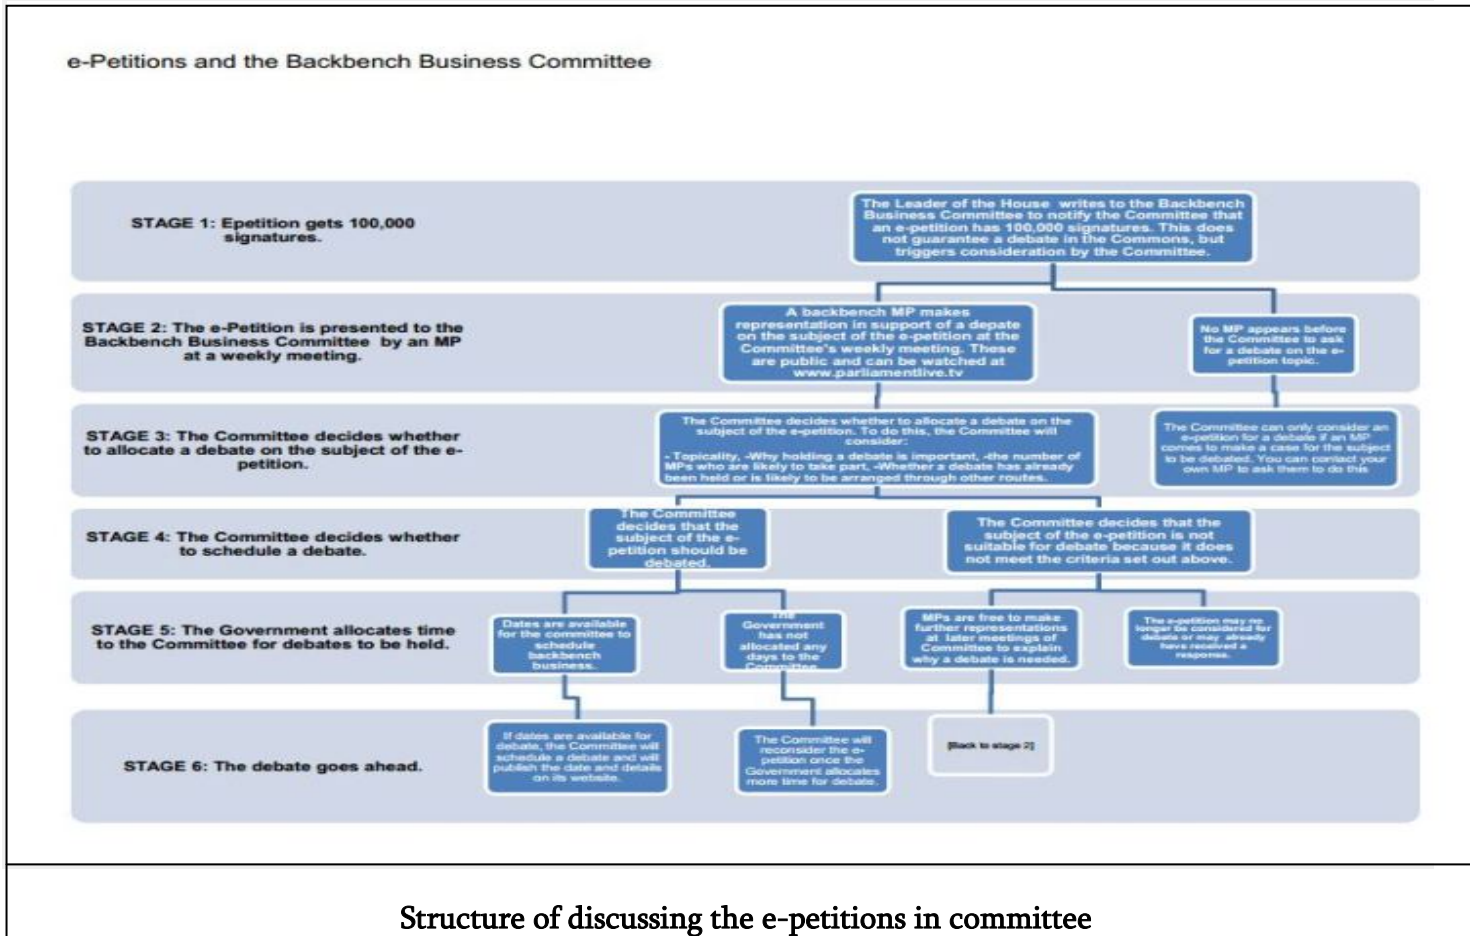 e-Petitions and the Backbench Business Committee
STAGE 1: Epetition gets 100,000
signatures.
The Leader of the House writes to the Backbench
Business Committee to notify the Committee that
an e-petition has 100,000 signatures. This does
not guarantee a debate in the Commons, but
triggers consideration by the Committee.
STAGE 2: The e-Petition is presented to the
Backbench Business Committee by an MP
at a weekly meeting.
A backbench MP makes
representation in support of a depate
on the subject of the e-petition at the
Committee's weekly meeting. These
are public and can be watched at
www.parliamentlive.tv
No MP appears before
the Committee to ask
for a debate on the e-
petition topic.
STAGE 3: The Committee decides whether
to allocate a debate on the subject of the e-
petition.
The Committee decides whether to allocate a debate on the
subject of the e-petition. To do this, the Committee will
consider:
- Topicality, -Why holding a debate is important, -the number of
MPs who are likely to take part, -Whether a debate has already
been held or is likely to be arranged through other routes.
The Committee can only consider an
e-petition for a debate if an MP
comes to make a case for the subject
to be debated. You can contact your
own MP to ask them to do this
STAGE 4: The Committee decides whether
to schedule a debate.
The Committee
decides that the
subject of the e-
petition should be
debated.
The Committee decides that the
subject of the e-petition is not
suitable for debate because it does
not meet the criteria set out above.
STAGE 5: The Government allocates time
to the Committee for debates to be held.
Dates are available
for the committee to
schedule
backbench
business.
The
Government
has not
allocated any
days to the
Committee
MPs are free to make
further representations
at later meetings of
Committee to explain
why a debate is needed.
The e-petition may no
longer be considered for
debate or may already
have received a
response.
STAGE 6: The debate goes ahead.
If dates are available for
debate, the Committee will
schedule a debate and will
publish the date and details
on its website.
The Committee will
reconsider the e-
petition once the
Government allocates
more time for debate.
[Back to stage 2]
Structure of discussing the e-petitions in committee